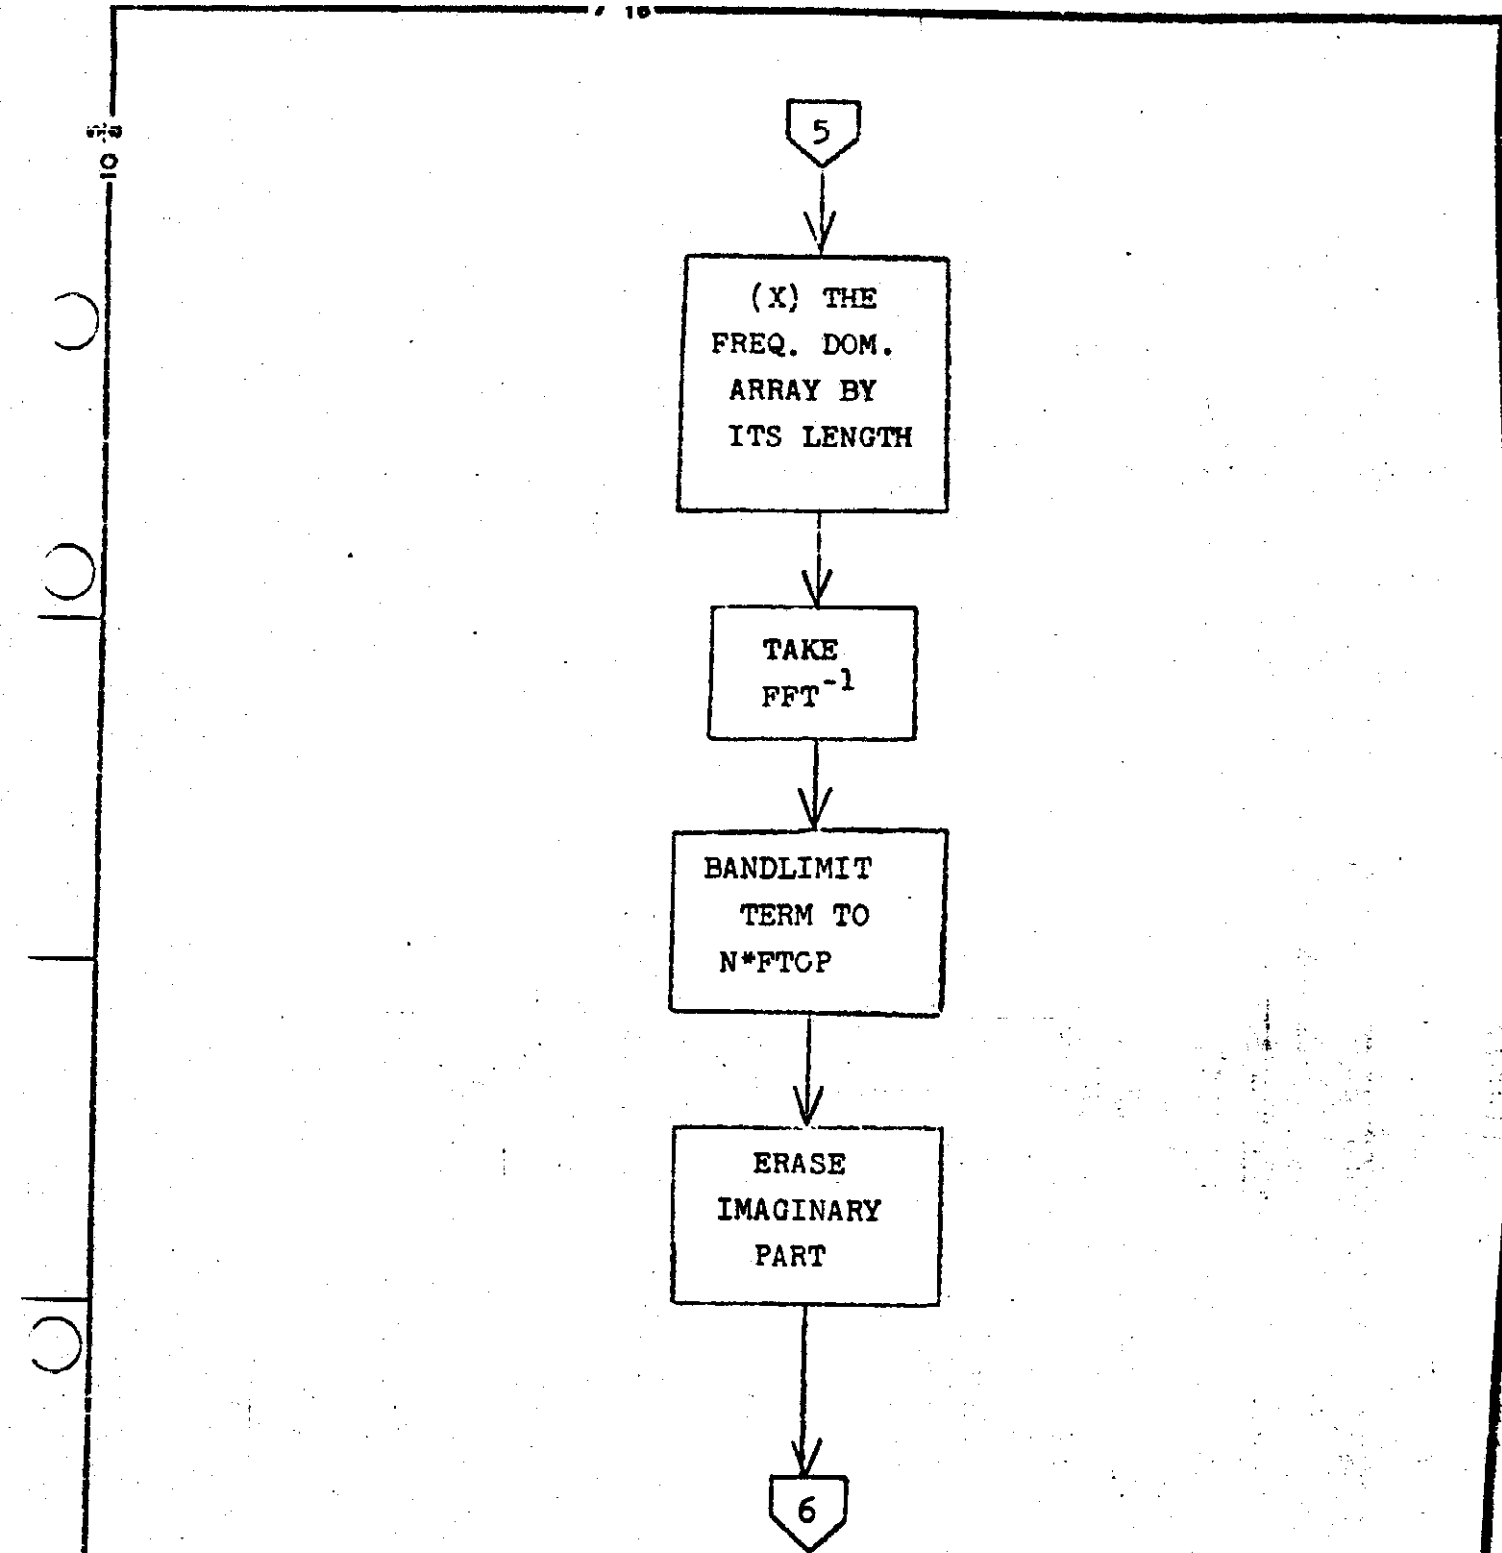 5
(X) THE
FREQ. DOM.
ARRAY BY
ITS LENGTH
TAKE
FFT-1
BANDLIMIT
TERM TO
N*FTOP
ERASE
IMAGINARY
PART
6